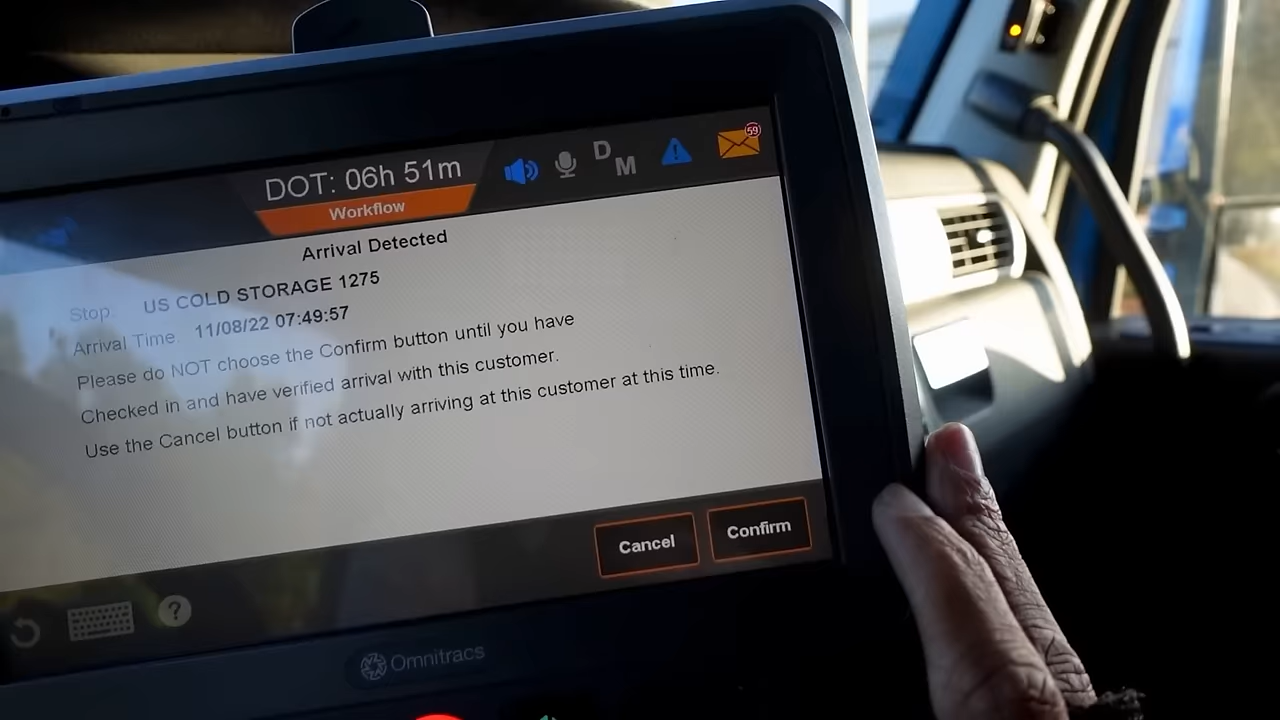 DOT: 06h 51m
D
M
59
Workflow
Arrival Detected
Stop: US COLD STORAGE 1275
Arrival Time: 11/08/22 07:49:57
Please do NOT choose the Confirm button until you have
Checked in and have verified arrival with this customer.
Use the Cancel button if not actually arriving at this customer at this time.
Cancel
Confirm
?
Omnitracs